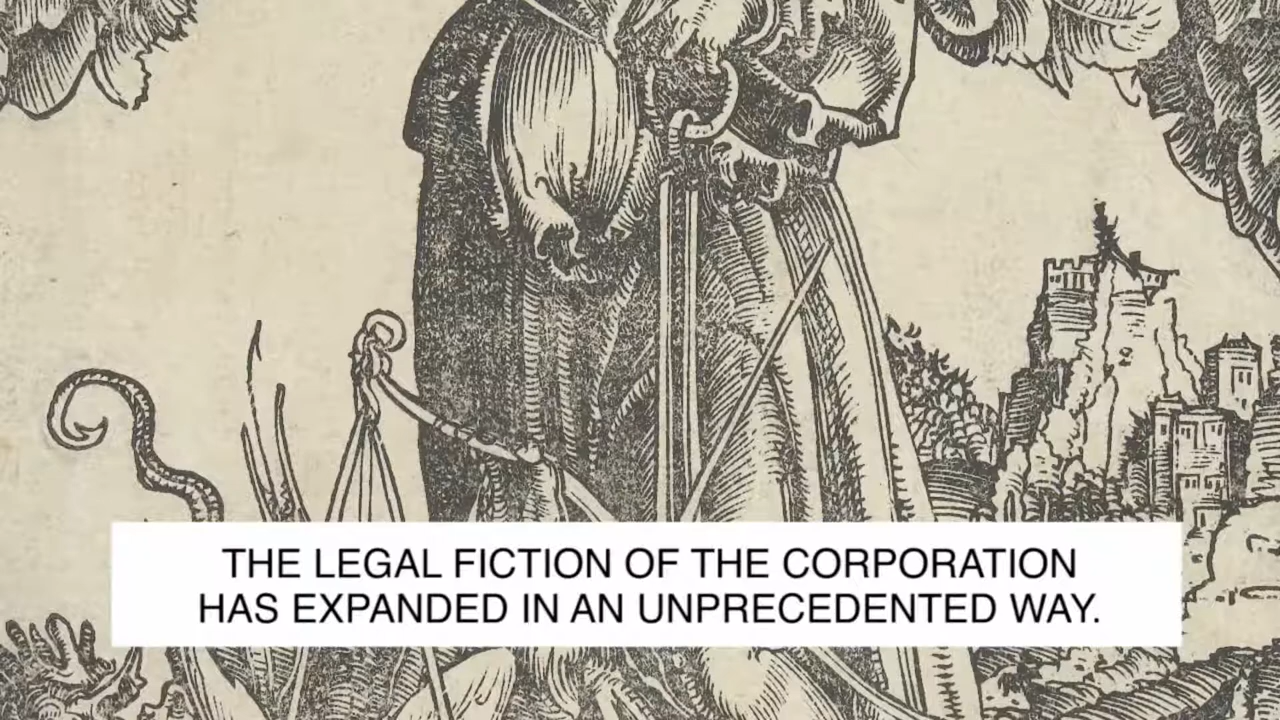 THE LEGAL FICTION OF THE CORPORATION
HAS EXPANDED IN AN UNPRECEDENTED WAY.